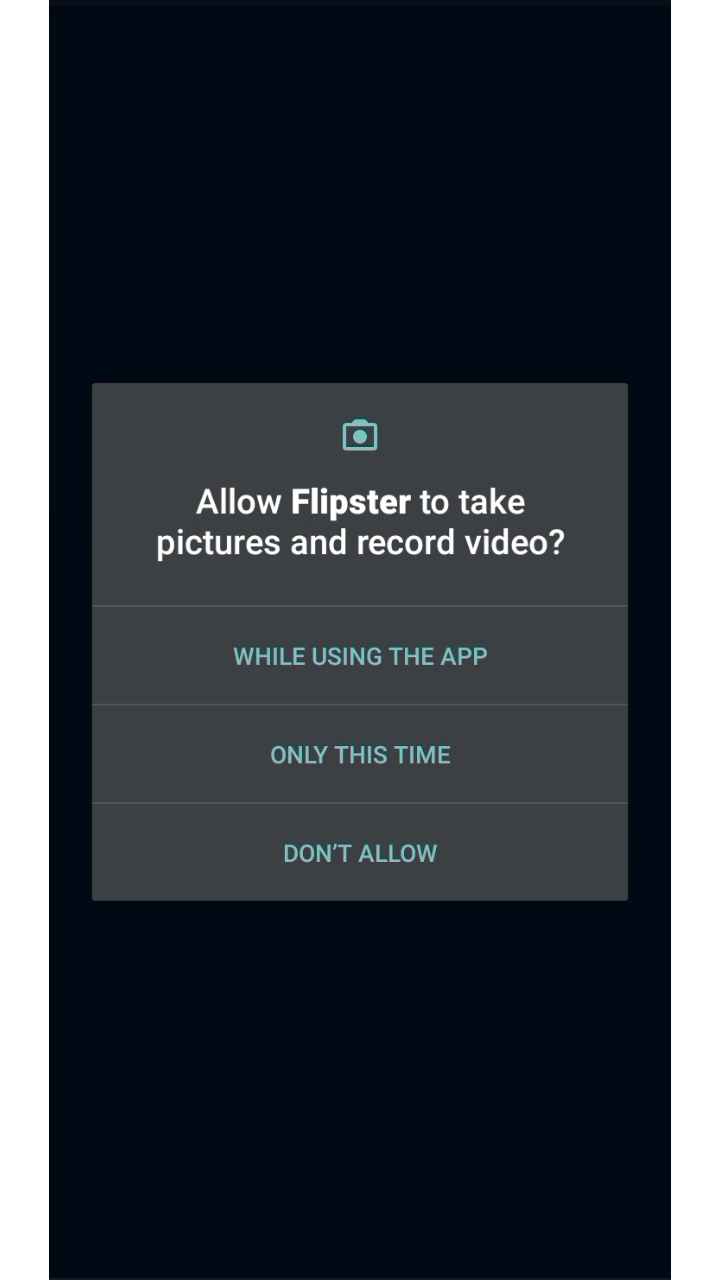 Allow Flipster to take
pictures and record video?
WHILE USING THE APP
ONLY THIS TIME
DON’T ALLOW